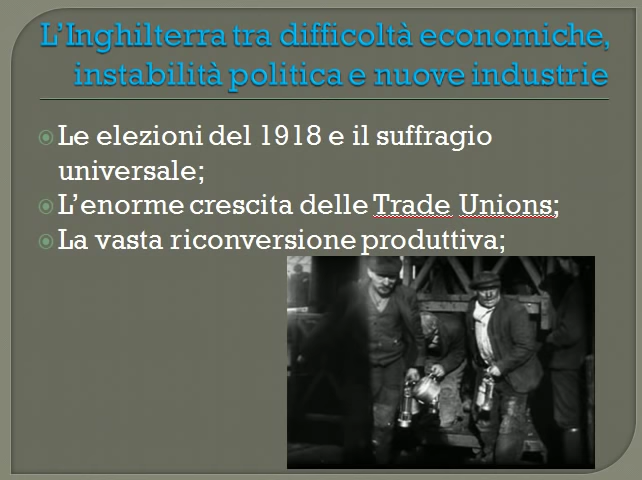 L’Inghilterra tra difficoltà economiche,
instabilità politica e nuove industrie
Le elezioni del 1918 e il suffragio
universale;
L’enorme crescita delle Trade Unions;
La vasta riconversione produttiva;